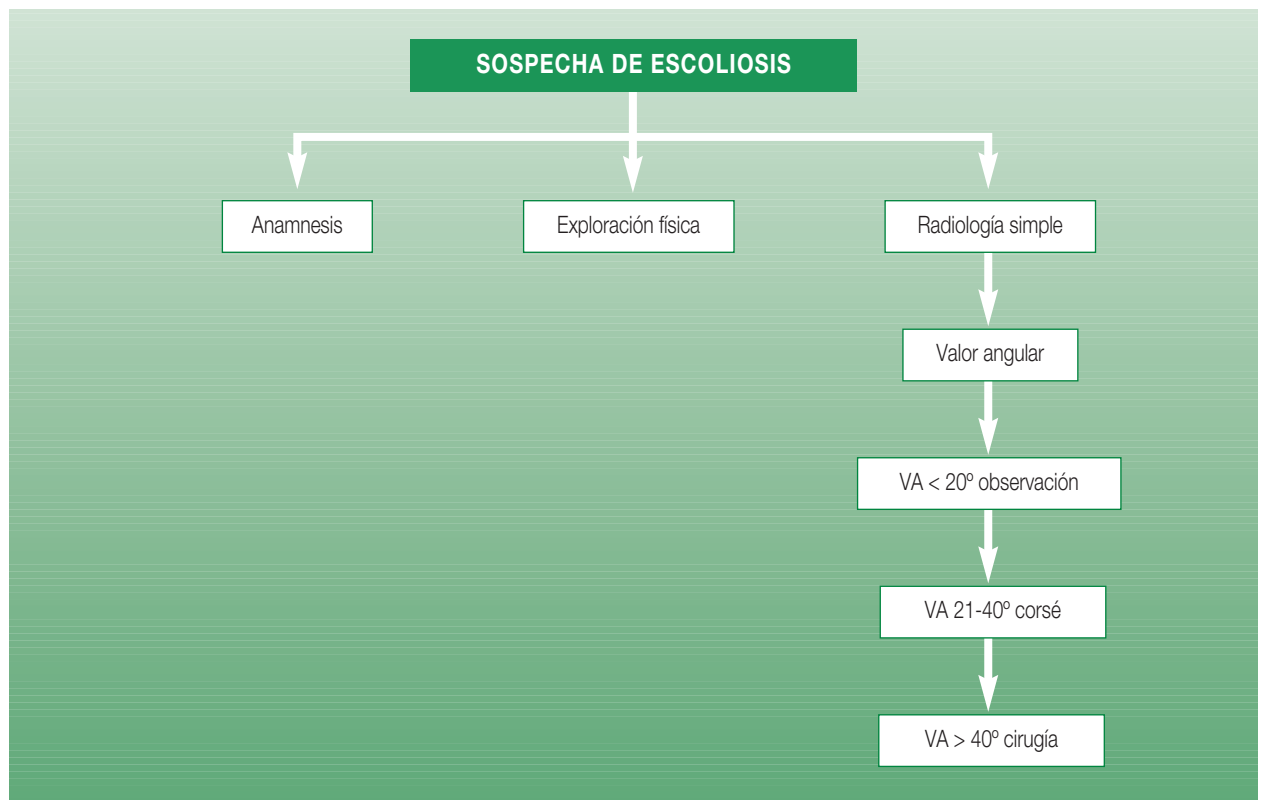 SOSPECHA DE ESCOLIOSIS
Anamnesis
Exploración física
Radiología simple
Valor angular
VA < 20º observación
VA 21-40º corsé
VA > 40º cirugía